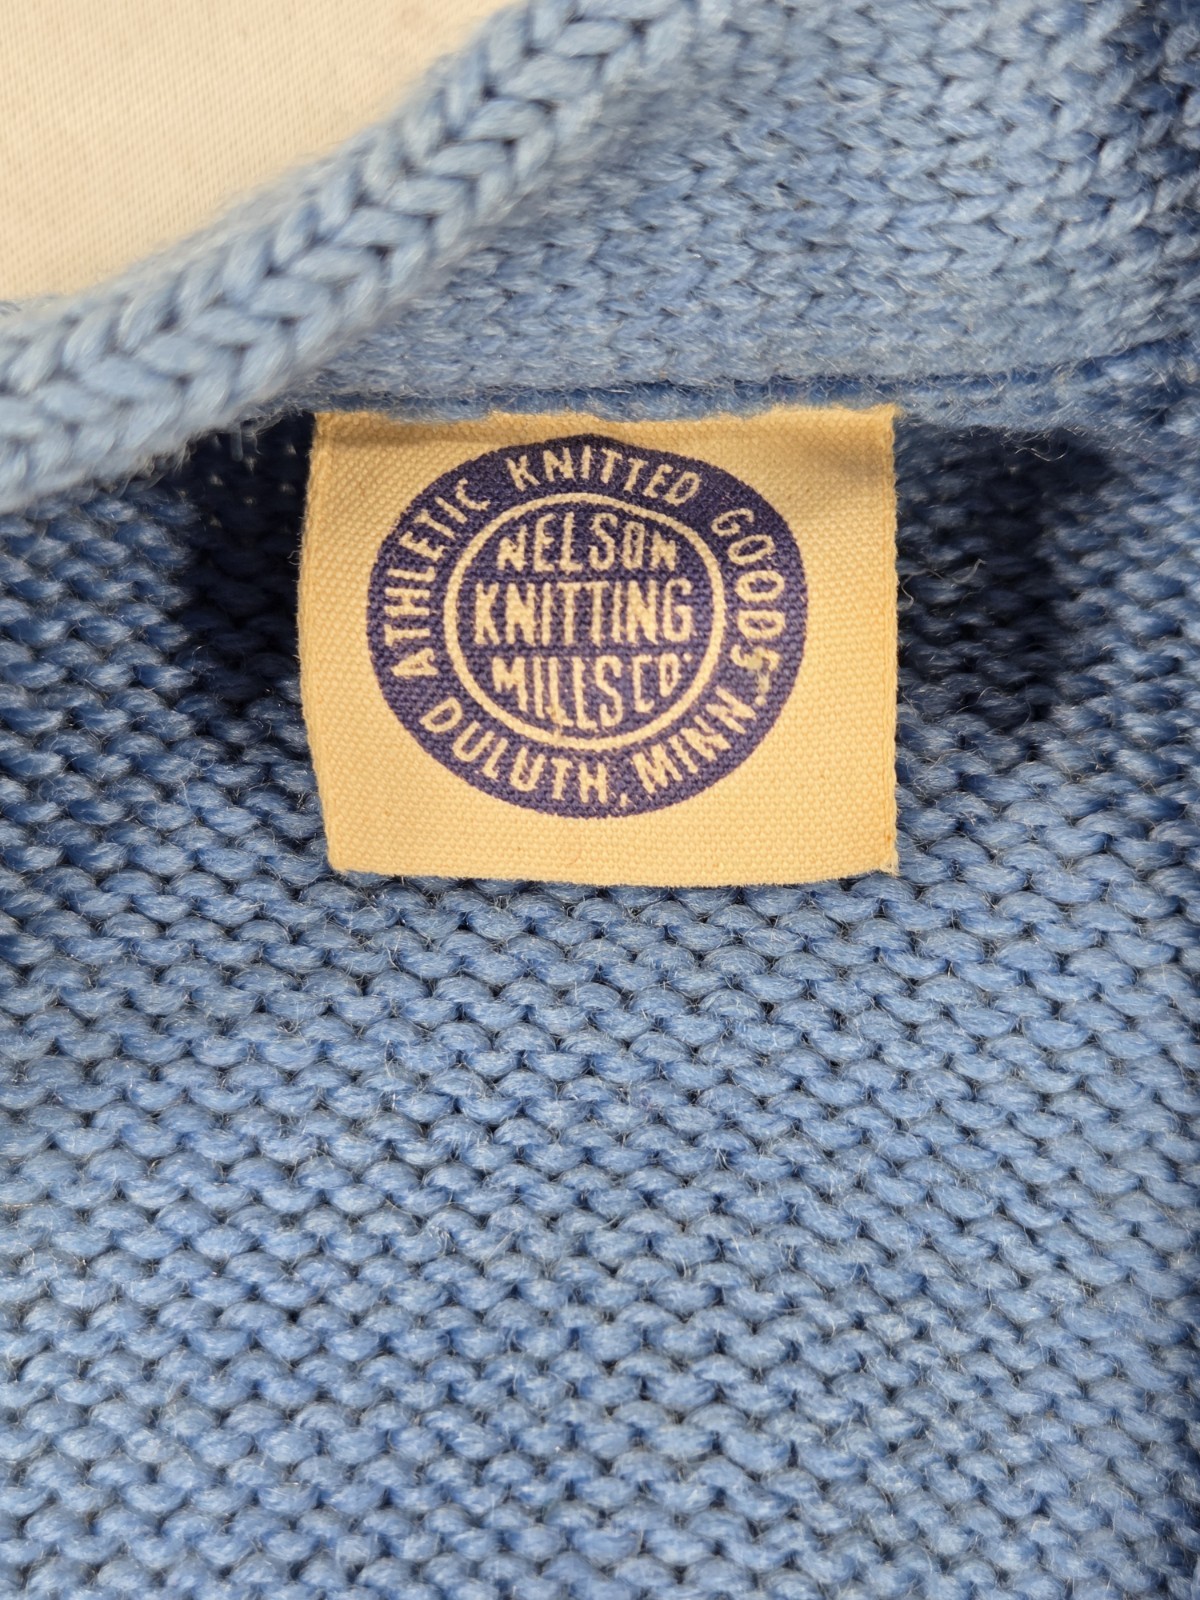 ATHLETIC KNITTED GOODS
NELSON
KNITTING
MILLS CO.
DULUTH, MINN.